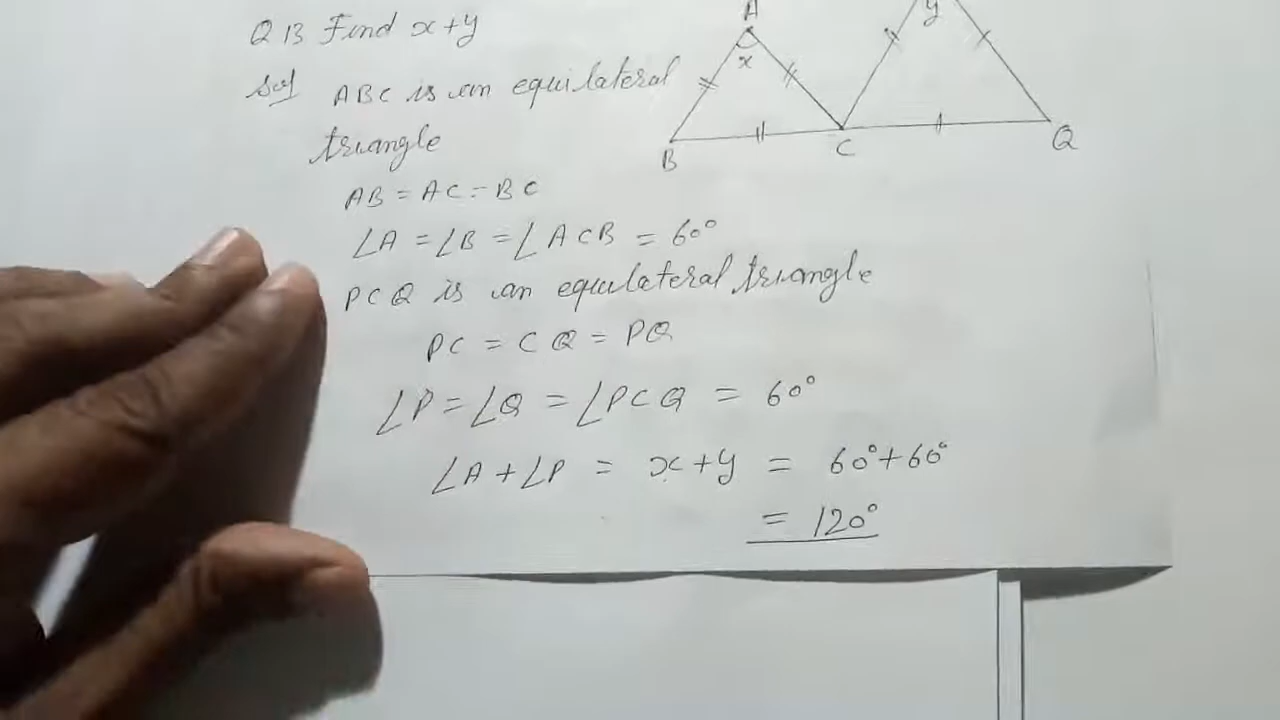 Q 13 Find x+y
Sol ABC is an equilateral
triangle
AB = AC = BC
∠A = ∠B = ∠ACB = 60°
PCQ is an equilateral triangle
PC = CQ = PQ
∠P = ∠Q = ∠PCQ = 60°
∠A + ∠P = x+y = 60°+60°
= 120°
A
y
x
B
C
Q